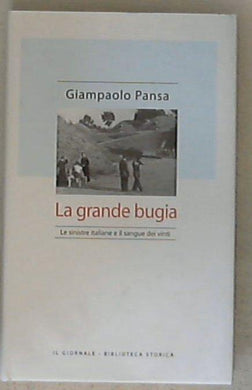 Giampaolo Pansa
La grande bugia
Le sinistre italiane e il sangue dei vinti
IL GIORNALE - BIBLIOTECA STORICA